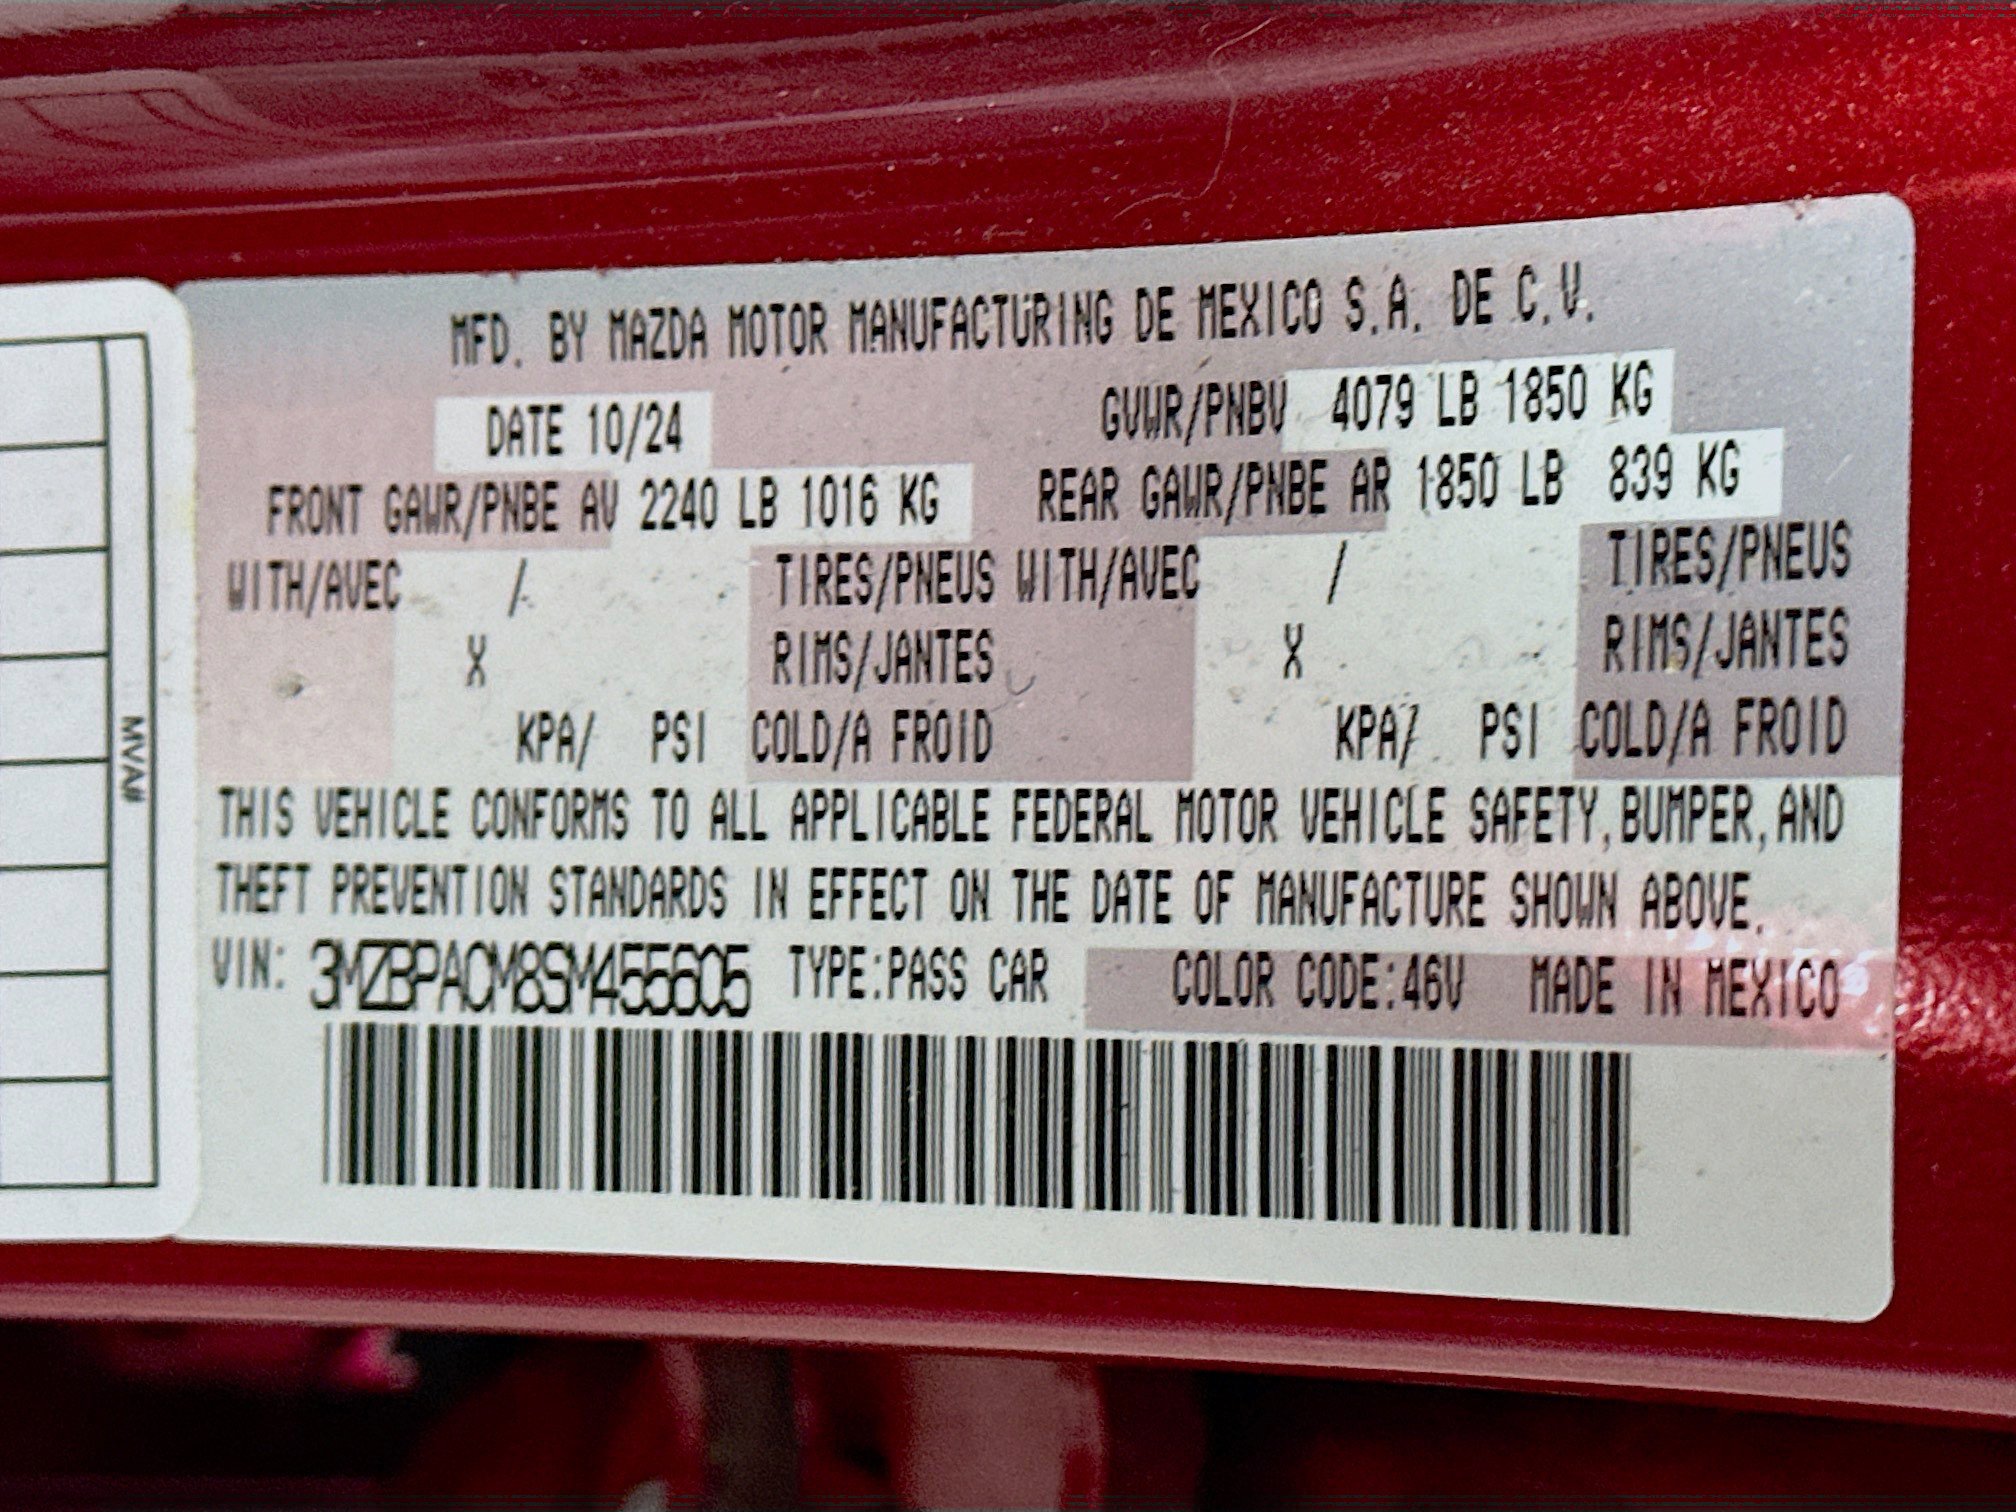 MFD. BY MAZDA MOTOR MANUFACTURING DE MEXICO S.A. DE C.V.
DATE 10/24 GVWR/PNBV 4079 LB 1850 KG
FRONT GAWR/PNBE AV 2240 LB 1016 KG REAR GAWR/PNBE AR 1850 LB 839 KG
WITH/AVEC / TIRES/PNEUS WITH/AVEC / TIRES/PNEUS
X RIMS/JANTES X RIMS/JANTES
KPA/ PSI COLD/A FROID KPA/ PSI COLD/A FROID
THIS VEHICLE CONFORMS TO ALL APPLICABLE FEDERAL MOTOR VEHICLE SAFETY, BUMPER, AND
THEFT PREVENTION STANDARDS IN EFFECT ON THE DATE OF MANUFACTURE SHOWN ABOVE.
VIN: 3MZBPACM8SM455605 TYPE:PASS CAR COLOR CODE:46V MADE IN MEXICO
MVA#